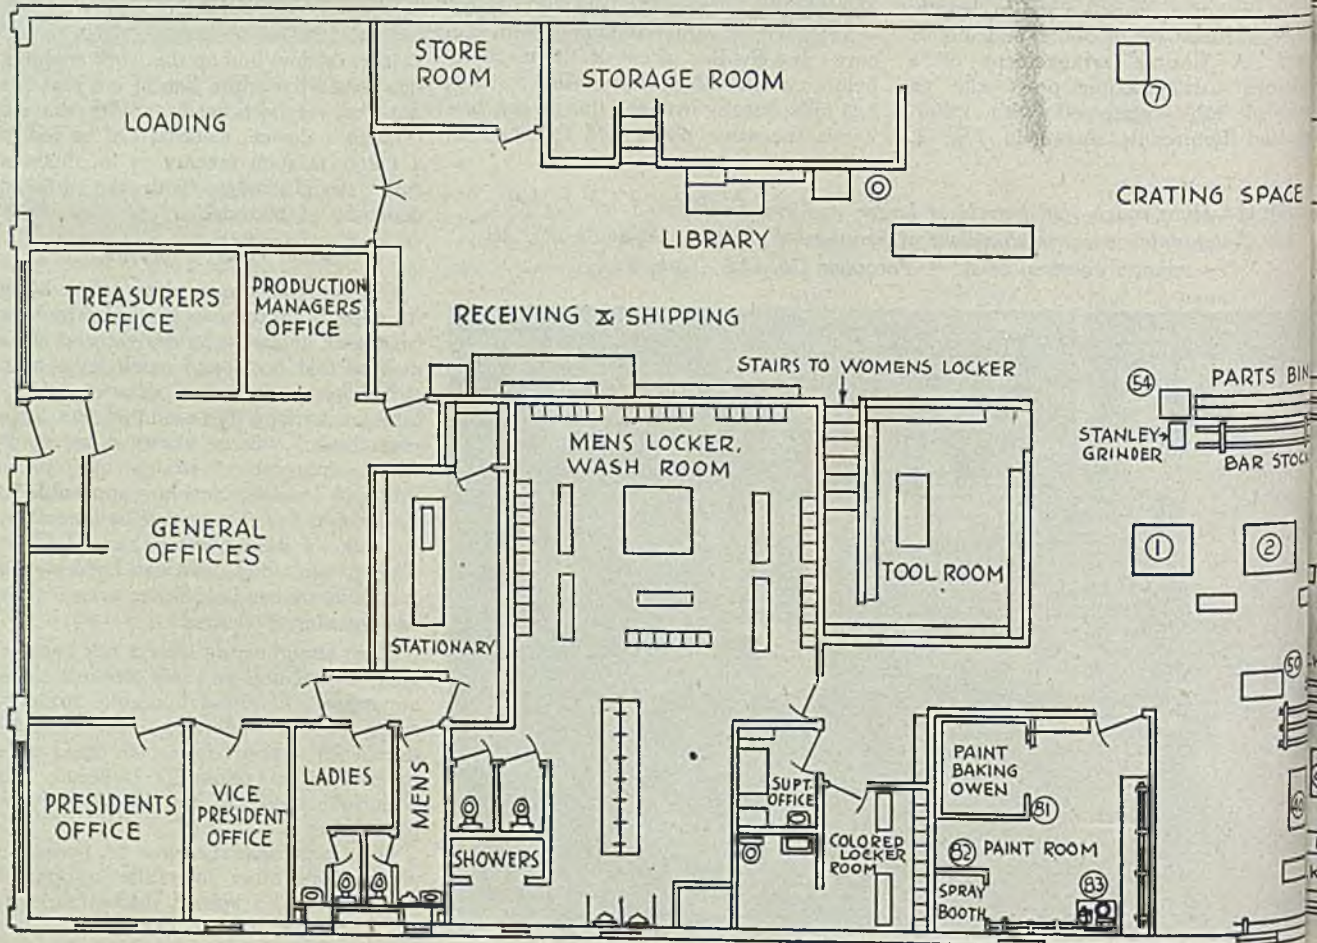 STORE
ROOM
STORAGE ROOM
7
LOADING
CRATING SPACE
LIBRARY
TREASURERS
OFFICE
PRODUCTION
MANAGERS
OFFICE
RECEIVING & SHIPPING
STAIRS TO WOMENS LOCKER
54
PARTS BIN
STANLEY
GRINDER
BAR STOCK
MENS LOCKER,
WASH ROOM
GENERAL
OFFICES
TOOL ROOM
1
2
STATIONARY
50
PRESIDENTS
OFFICE
VICE
PRESIDENT
OFFICE
LADIES
MENS
SHOWERS
SUPT.
OFFICE
COLORED
LOCKER
ROOM
PAINT
BAKING
OWEN
81
82
PAINT ROOM
SPRAY
BOOTH
83